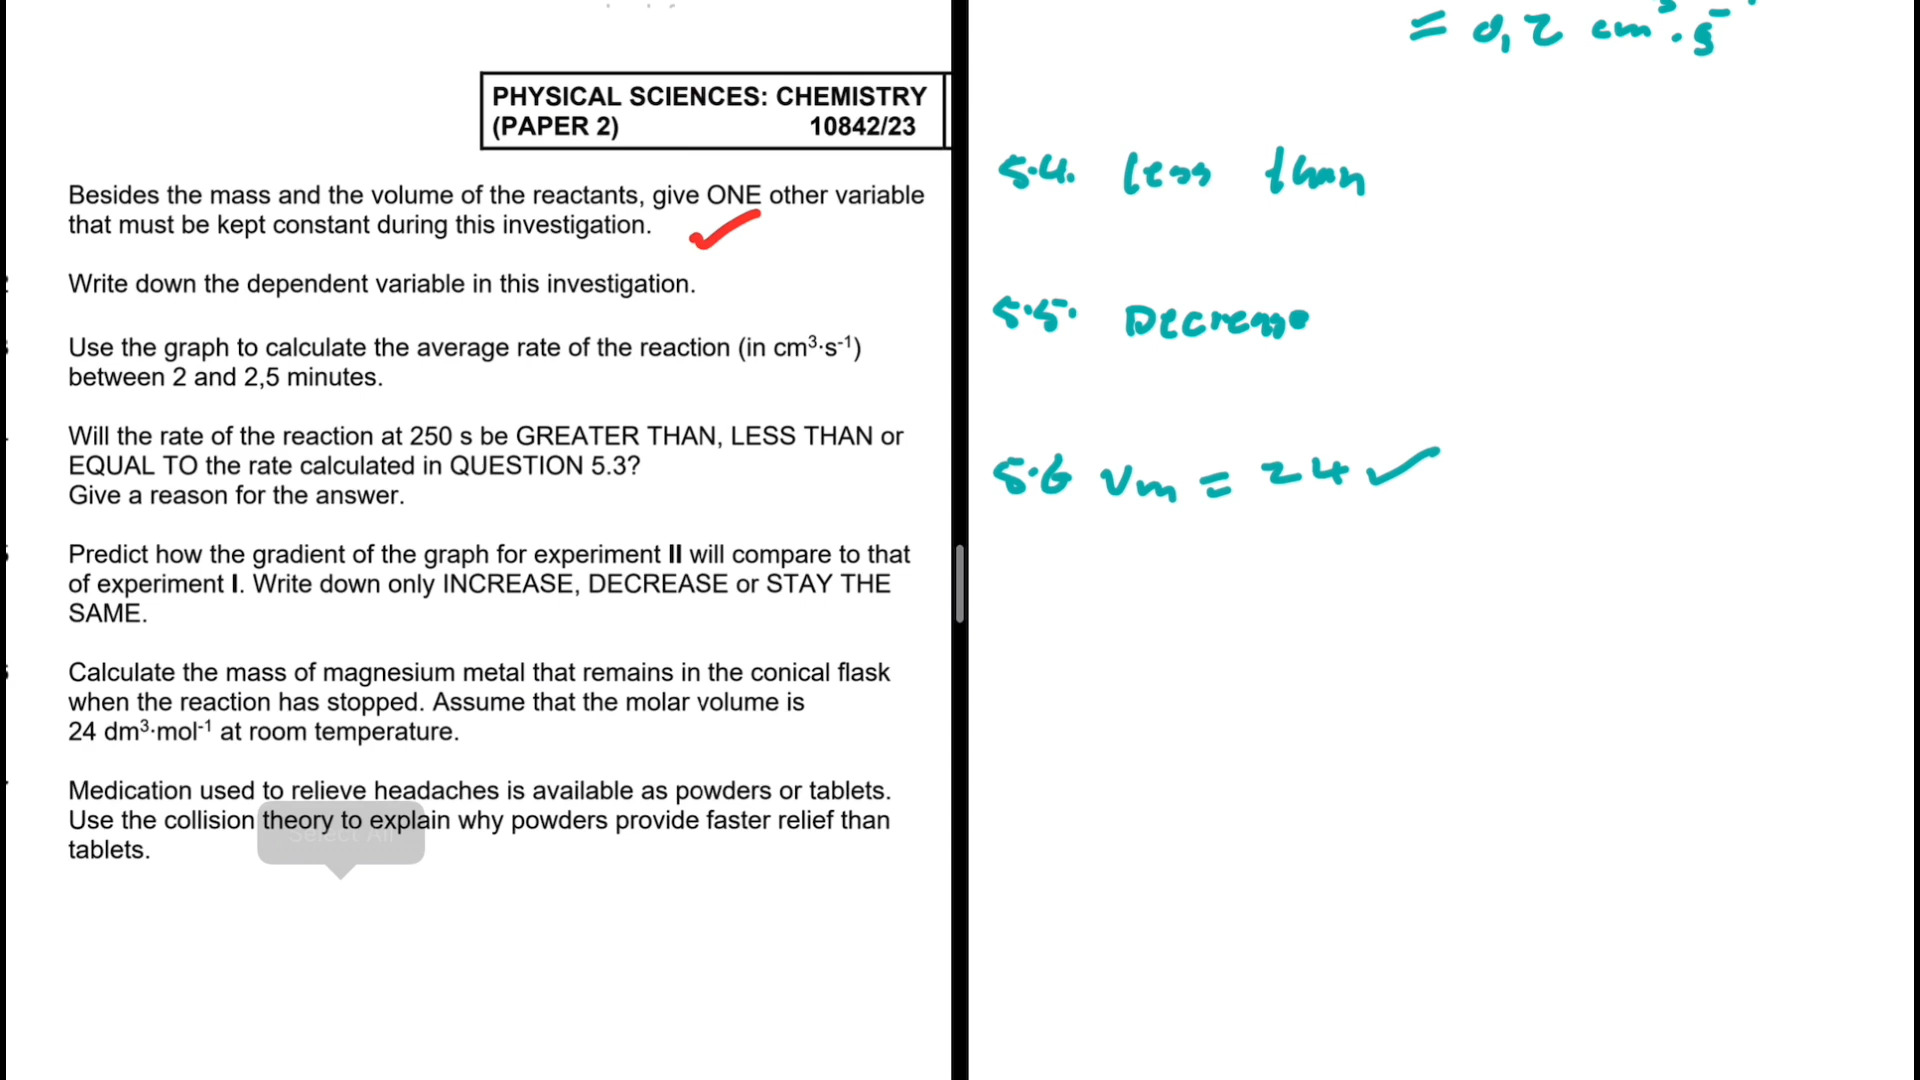 PHYSICAL SCIENCES: CHEMISTRY
(PAPER 2) 10842/23
Besides the mass and the volume of the reactants, give ONE other variable
that must be kept constant during this investigation.
Write down the dependent variable in this investigation.
Use the graph to calculate the average rate of the reaction (in cm³·s⁻¹)
between 2 and 2,5 minutes.
Will the rate of the reaction at 250 s be GREATER THAN, LESS THAN or
EQUAL TO the rate calculated in QUESTION 5.3?
Give a reason for the answer.
Predict how the gradient of the graph for experiment II will compare to that
of experiment I. Write down only INCREASE, DECREASE or STAY THE
SAME.
Calculate the mass of magnesium metal that remains in the conical flask
when the reaction has stopped. Assume that the molar volume is
24 dm³·mol⁻¹ at room temperature.
Medication used to relieve headaches is available as powders or tablets.
Use the collision theory to explain why powders provide faster relief than
tablets.
Select All
= 0,2 cm³.s⁻¹
5.4. Less than
5.5. Decrease
5.6 Vm = 24 ✓